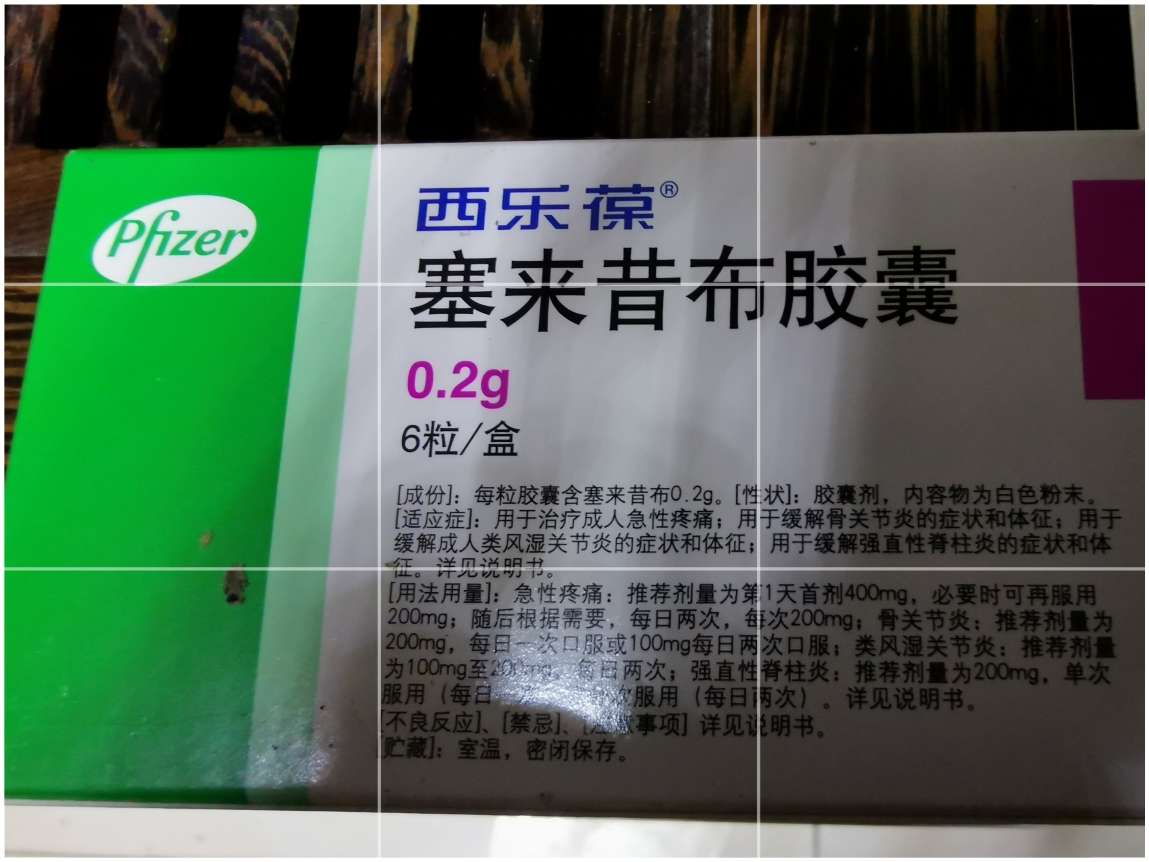 Pfizer
西乐葆®
塞来昔布胶囊
0.2g
6粒/盒
[成份]：每粒胶囊含塞来昔布0.2g。[性状]：胶囊剂，内容物为白色粉末。
[适应症]：用于治疗成人急性疼痛；用于缓解骨关节炎的症状和体征；用于
缓解成人类风湿关节炎的症状和体征；用于缓解强直性脊柱炎的症状和体
征。详见说明书。
[用法用量]：急性疼痛：推荐剂量为第1天首剂400mg，必要时可再服用
200mg；随后根据需要，每日两次，每次200mg；骨关节炎：推荐剂量为
200mg，每日一次口服或100mg每日两次口服；类风湿关节炎：推荐剂量
为100mg至200mg，每日两次；强直性脊柱炎：推荐剂量为200mg，单次
服用（每日 次服用（每日两次）。详见说明书。
[不良反应]、[禁忌]、 事项] 详见说明书。
[贮藏]：室温，密闭保存。